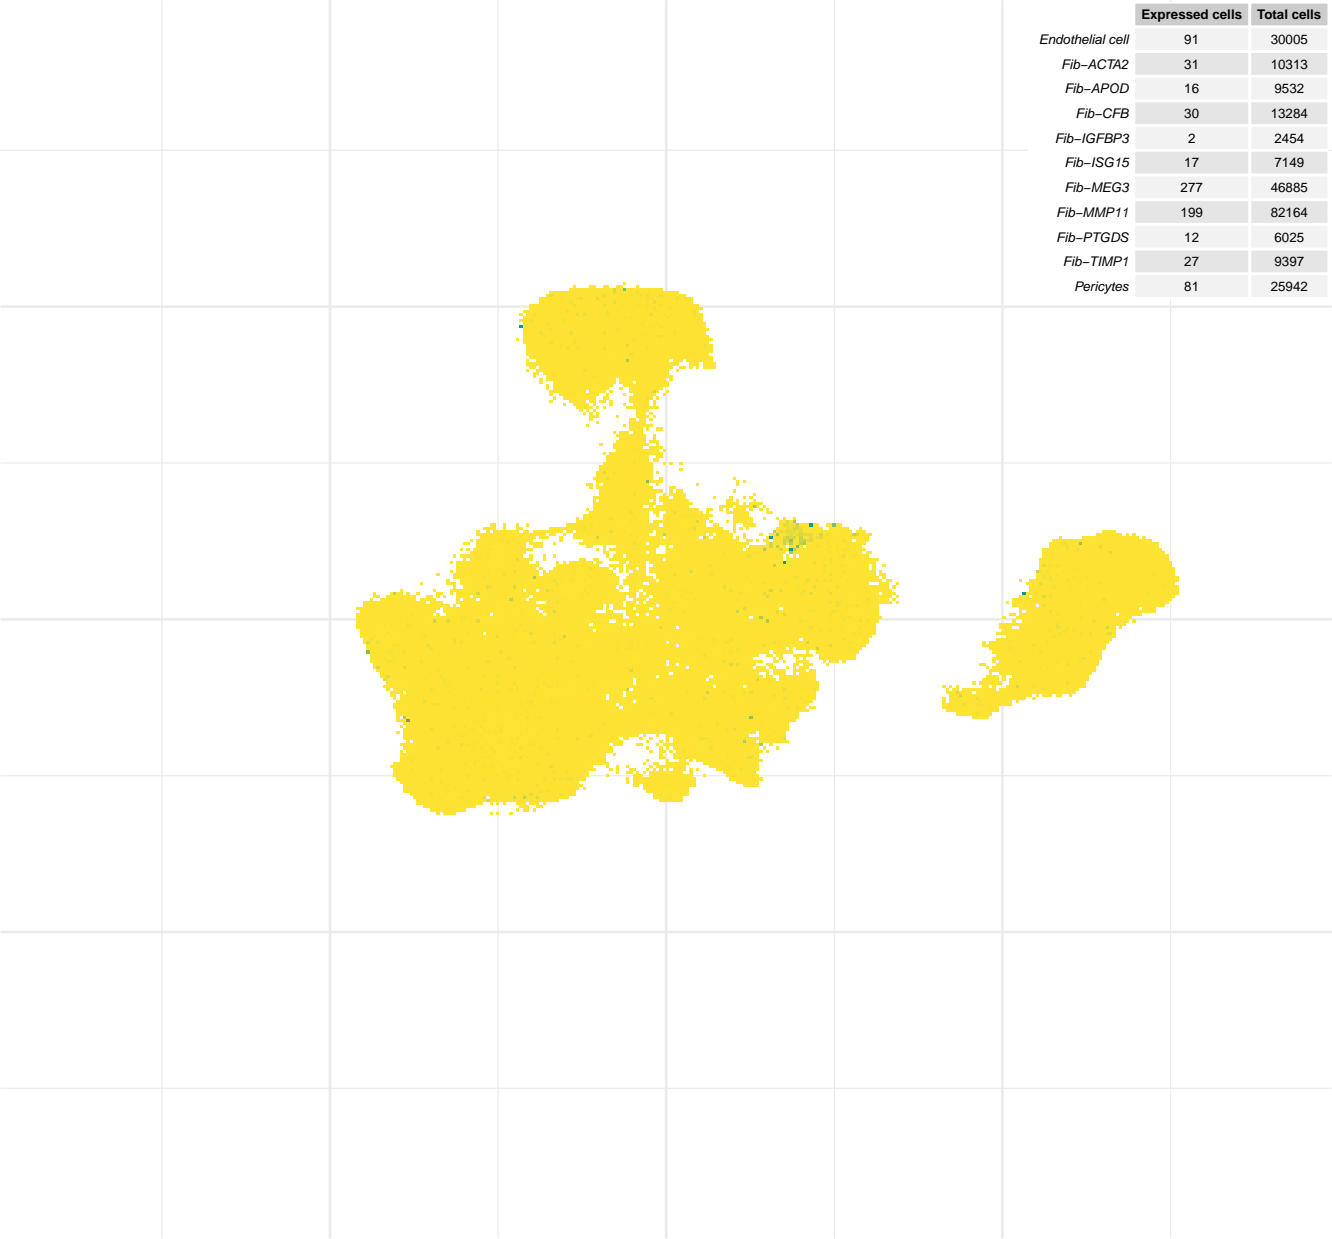 Expressed cells Total cells
Endothelial cell 91 30005
Fib−ACTA2 31 10313
Fib−APOD 16 9532
Fib−CFB 30 13284
Fib−IGFBP3 2 2454
Fib−ISG15 17 7149
Fib−MEG3 277 46885
Fib−MMP11 199 82164
Fib−PTGDS 12 6025
Fib−TIMP1 27 9397
Pericytes 81 25942